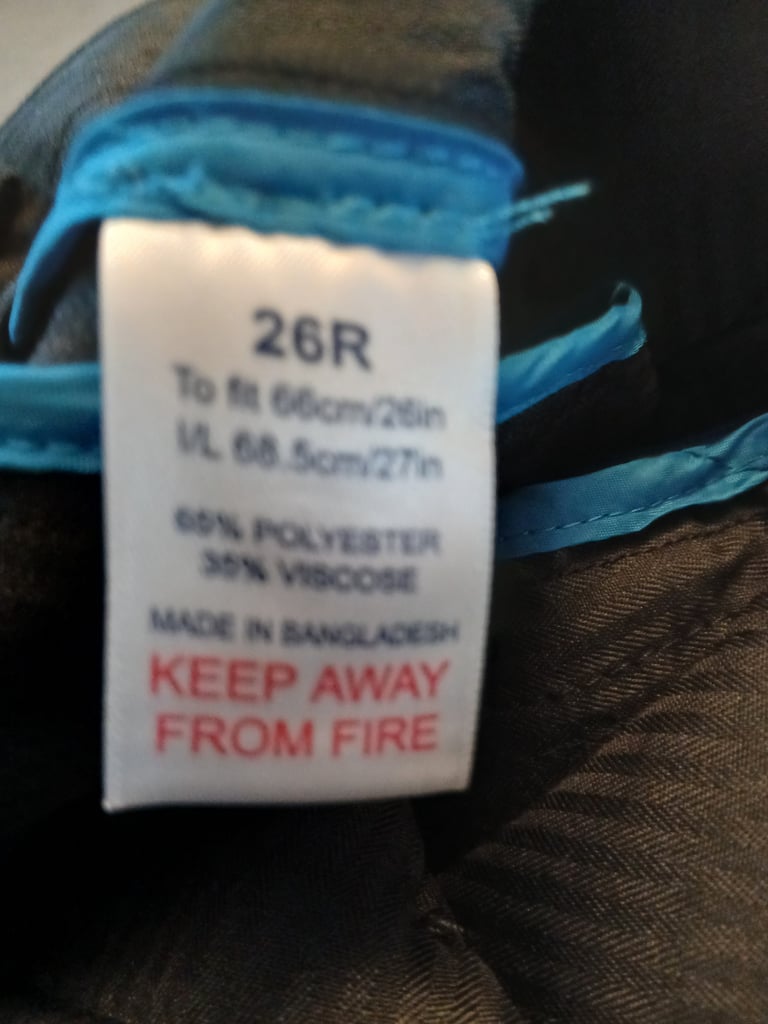 26R
To fit 66cm/26in
I/L 68.5cm/27in
65% POLYESTER
35% VISCOSE
MADE IN BANGLADESH
KEEP AWAY
FROM FIRE